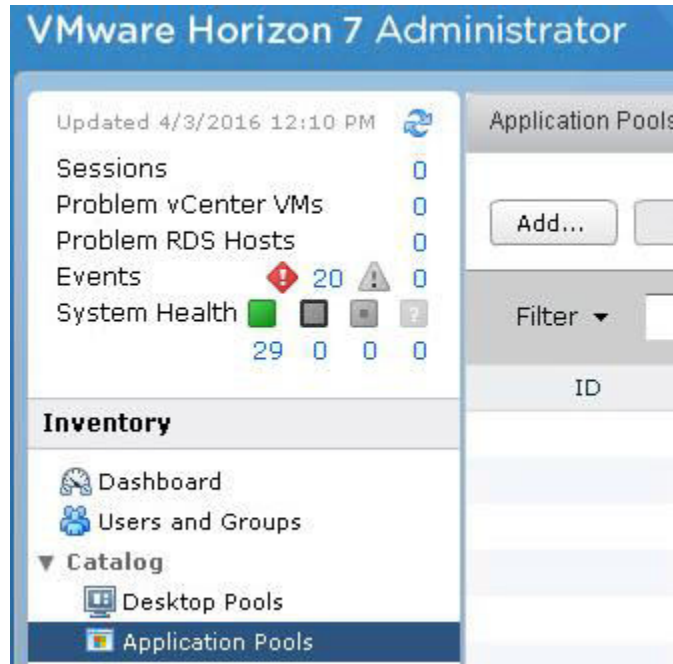 VMware Horizon 7 Administrator
Updated 4/3/2016 12:10 PM
Sessions 0
Problem vCenter VMs 0
Problem RDS Hosts 0
Events 20 0
System Health
29 0 0 0
Inventory
Dashboard
Users and Groups
Catalog
Desktop Pools
Application Pools
Application Pools
Add...
Filter
ID